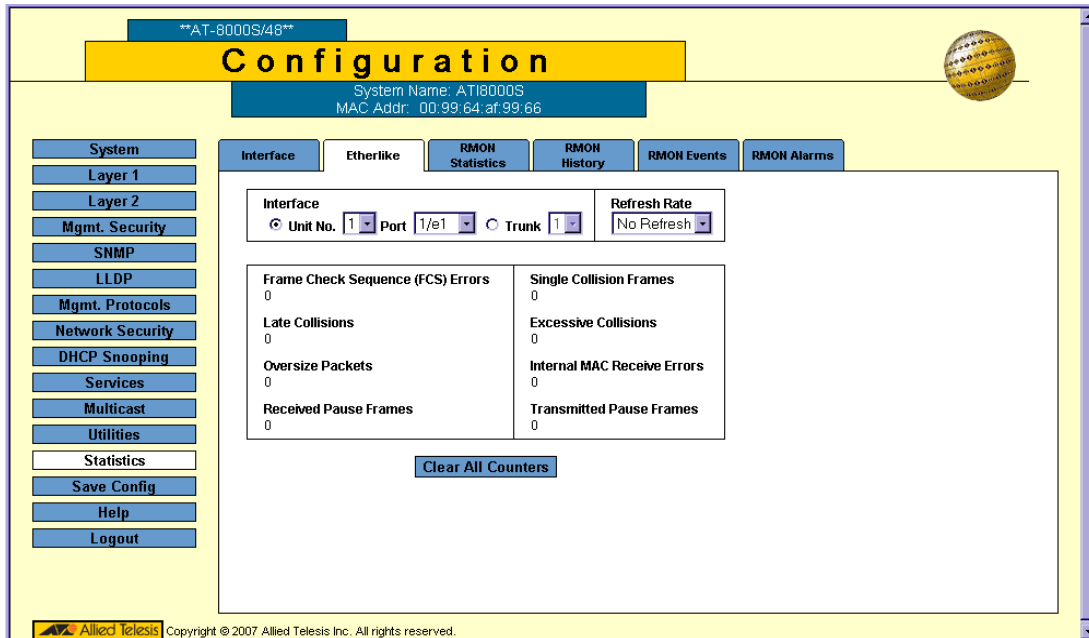 **AT-8000S/48**
Configuration
System Name: ATI8000S
MAC Addr: 00:99:64:af:99:66
System
Layer 1
Layer 2
Mgmt. Security
SNMP
LLDP
Mgmt. Protocols
Network Security
DHCP Snooping
Services
Multicast
Utilities
Statistics
Save Config
Help
Logout
Interface
Etherlike
RMON
Statistics
RMON
History
RMON Events
RMON Alarms
Interface
Unit No. 1 Port 1/e1 Trunk 1
Refresh Rate
No Refresh
Frame Check Sequence (FCS) Errors
0
Single Collision Frames
0
Late Collisions
0
Excessive Collisions
0
Oversize Packets
0
Internal MAC Receive Errors
0
Received Pause Frames
0
Transmitted Pause Frames
0
Clear All Counters
Allied Telesis Copyright © 2007 Allied Telesis Inc. All rights reserved.